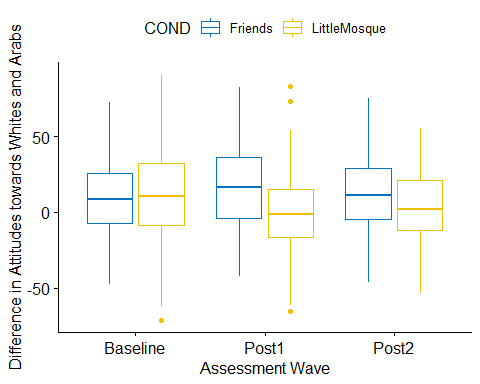 COND Friends LittleMosque
Difference in Attitudes towards Whites and Arabs
50
0
-50
Baseline Post1 Post2
Assessment Wave